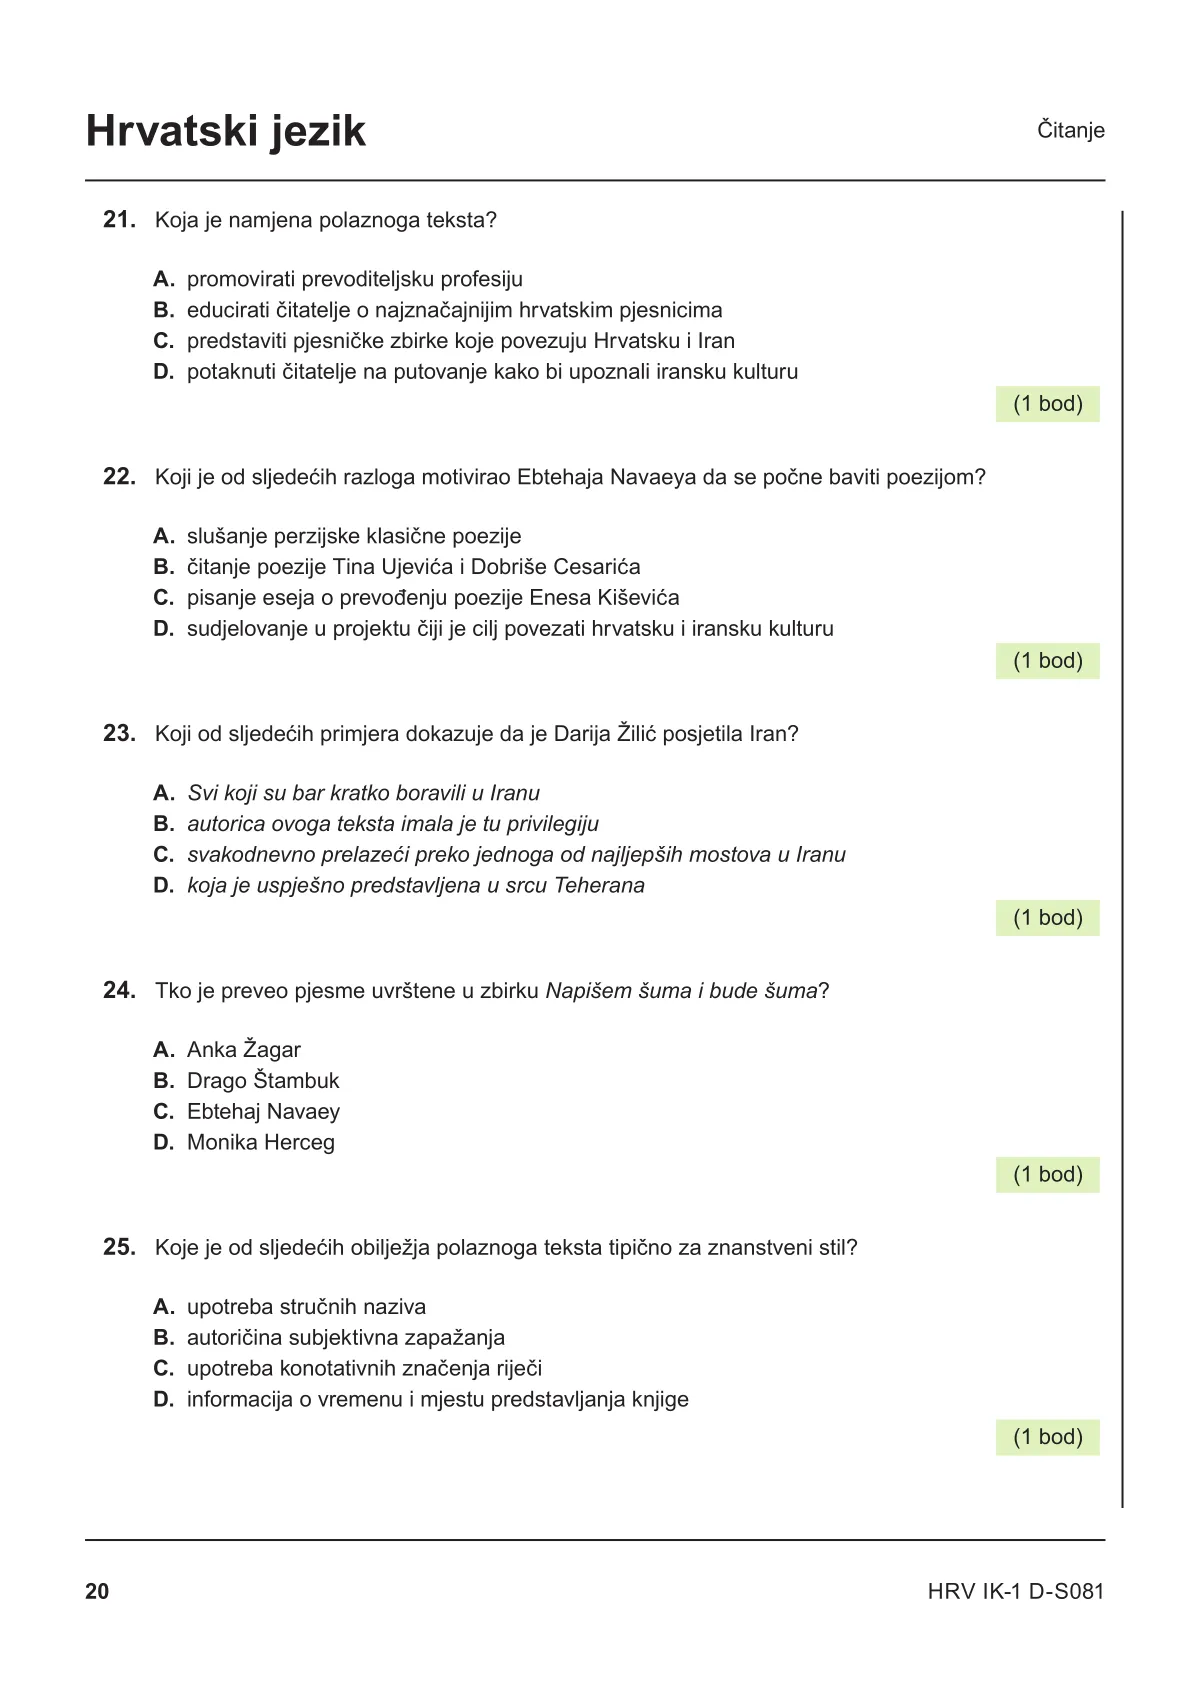 Hrvatski jezik
Čitanje
21. Koja je namjena polaznoga teksta?
A. promovirati prevoditeljsku profesiju
B. educirati čitatelje o najznačajnijim hrvatskim pjesnicima
C. predstaviti pjesničke zbirke koje povezuju Hrvatsku i Iran
D. potaknuti čitatelje na putovanje kako bi upoznali iransku kulturu
(1 bod)
22. Koji je od sljedećih razloga motivirao Ebtehaja Navaeya da se počne baviti poezijom?
A. slušanje perzijske klasične poezije
B. čitanje poezije Tina Ujevića i Dobriše Cesarića
C. pisanje eseja o prevođenju poezije Enesa Kiševića
D. sudjelovanje u projektu čiji je cilj povezati hrvatsku i iransku kulturu
(1 bod)
23. Koji od sljedećih primjera dokazuje da je Darija Žilić posjetila Iran?
A. Svi koji su bar kratko boravili u Iranu
B. autorica ovoga teksta imala je tu privilegiju
C. svakodnevno prelazeći preko jednoga od najljepših mostova u Iranu
D. koja je uspješno predstavljena u srcu Teherana
(1 bod)
24. Tko je preveo pjesme uvrštene u zbirku Napišem šuma i bude šuma?
A. Anka Žagar
B. Drago Štambuk
C. Ebtehaj Navaey
D. Monika Herceg
(1 bod)
25. Koje je od sljedećih obilježja polaznoga teksta tipično za znanstveni stil?
A. upotreba stručnih naziva
B. autoričina subjektivna zapažanja
C. upotreba konotativnih značenja riječi
D. informacija o vremenu i mjestu predstavljanja knjige
(1 bod)
20
HRV IK-1 D-S081